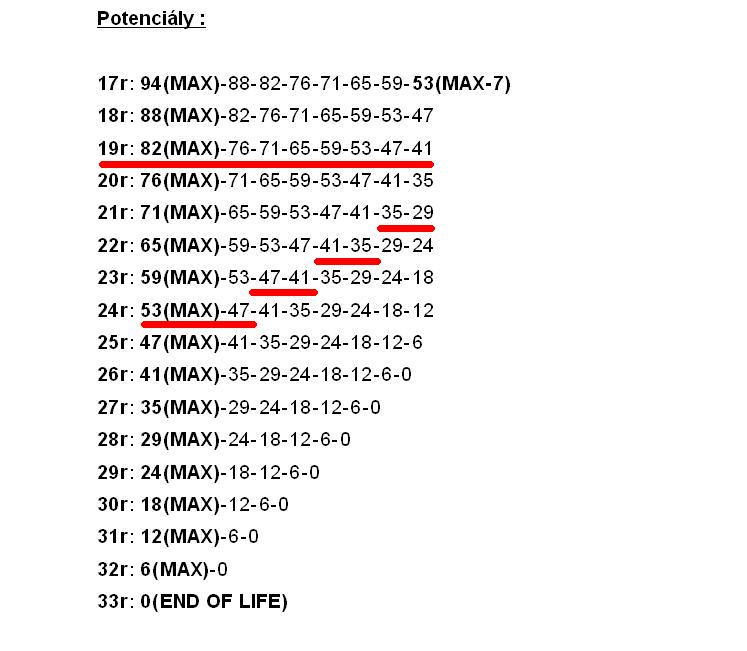 Potenciály :
17r: 94(MAX)-88-82-76-71-65-59-53(MAX-7)
18r: 88(MAX)-82-76-71-65-59-53-47
19r: 82(MAX)-76-71-65-59-53-47-41
20r: 76(MAX)-71-65-59-53-47-41-35
21r: 71(MAX)-65-59-53-47-41-35-29
22r: 65(MAX)-59-53-47-41-35-29-24
23r: 59(MAX)-53-47-41-35-29-24-18
24r: 53(MAX)-47-41-35-29-24-18-12
25r: 47(MAX)-41-35-29-24-18-12-6
26r: 41(MAX)-35-29-24-18-12-6-0
27r: 35(MAX)-29-24-18-12-6-0
28r: 29(MAX)-24-18-12-6-0
29r: 24(MAX)-18-12-6-0
30r: 18(MAX)-12-6-0
31r: 12(MAX)-6-0
32r: 6(MAX)-0
33r: 0(END OF LIFE)